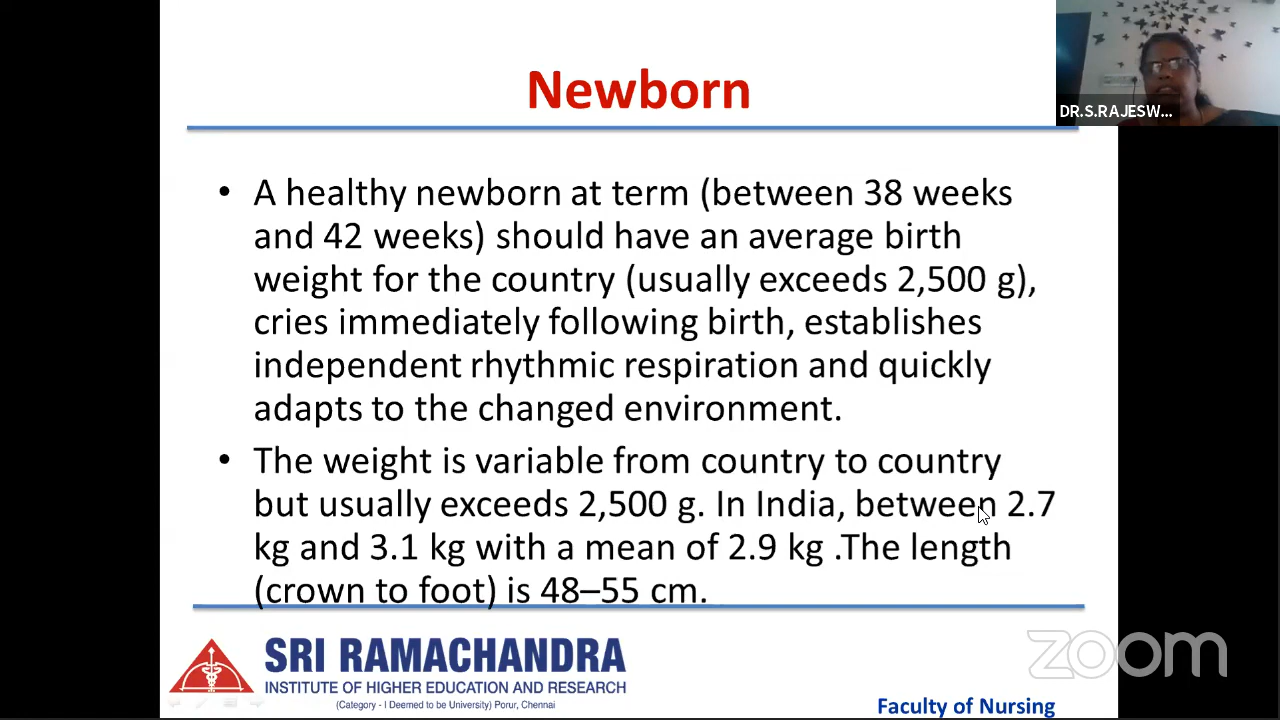 Newborn
DR.S.RAJESW...
• A healthy newborn at term (between 38 weeks
and 42 weeks) should have an average birth
weight for the country (usually exceeds 2,500 g),
cries immediately following birth, establishes
independent rhythmic respiration and quickly
adapts to the changed environment.
• The weight is variable from country to country
but usually exceeds 2,500 g. In India, between 2.7
kg and 3.1 kg with a mean of 2.9 kg .The length
(crown to foot) is 48–55 cm.
SRI RAMACHANDRA
INSTITUTE OF HIGHER EDUCATION AND RESEARCH
(Category - I Deemed to be University) Porur, Chennai
zoom
Faculty of Nursing